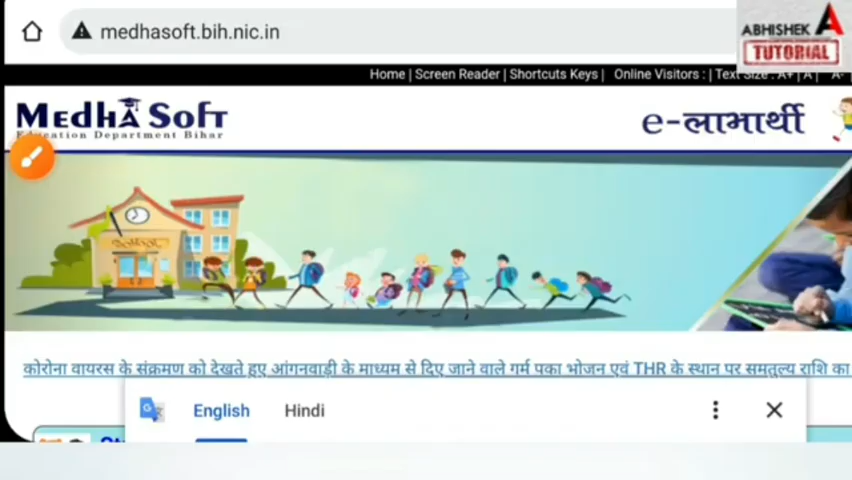 medhasoft.bih.nic.in
ABHISHEK A
TUTORIAL
Home | Screen Reader | Shortcuts Keys | Online Visitors : | Text Size : A+ | A | A-
MEDHA SOFT
Education Department Bihar
e-लाभार्थी
SCHOOL
कोरोना वायरस के संक्रमण को देखते हुए आंगनवाड़ी के माध्यम से दिए जाने वाले गर्म पका भोजन एवं THR के स्थान पर समतुल्य राशि का
English Hindi